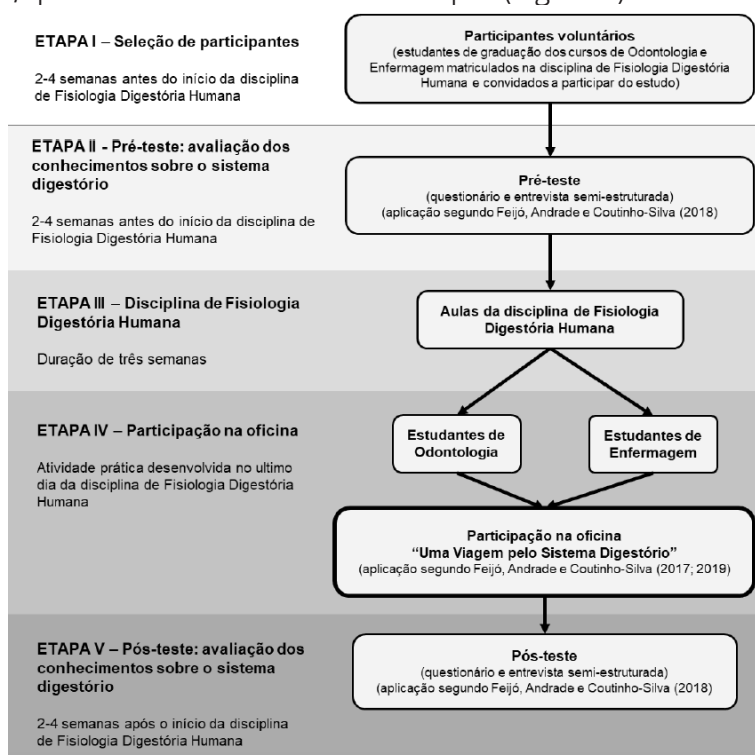 ETAPA I – Seleção de participantes
2-4 semanas antes do início da disciplina
de Fisiologia Digestória Humana
Participantes voluntários
(estudantes de graduação dos cursos de Odontologia e
Enfermagem matriculados na disciplina de Fisiologia Digestória
Humana e convidados a participar do estudo)
ETAPA II - Pré-teste: avaliação dos
conhecimentos sobre o sistema
digestório
2-4 semanas antes do início da disciplina de
Fisiologia Digestória Humana
Pré-teste
(questionário e entrevista semi-estruturada)
(aplicação segundo Feijó, Andrade e Coutinho-Silva (2018)
ETAPA III – Disciplina de Fisiologia
Digestória Humana
Duração de três semanas
Aulas da disciplina de Fisiologia
Digestória Humana
ETAPA IV – Participação na oficina
Atividade prática desenvolvida no ultimo
dia da disciplina de Fisiologia Digestória
Humana
Estudantes de
Odontologia
Estudantes de
Enfermagem
Participação na oficina
“Uma Viagem pelo Sistema Digestório”
(aplicação segundo Feijó, Andrade e Coutinho-Silva (2017; 2019)
ETAPA V – Pós-teste: avaliação dos
conhecimentos sobre o sistema
digestório
2-4 semanas após o início da disciplina
de Fisiologia Digestória Humana
Pós-teste
(questionário e entrevista semi-estruturada)
(aplicação segundo Feijó, Andrade e Coutinho-Silva (2018)